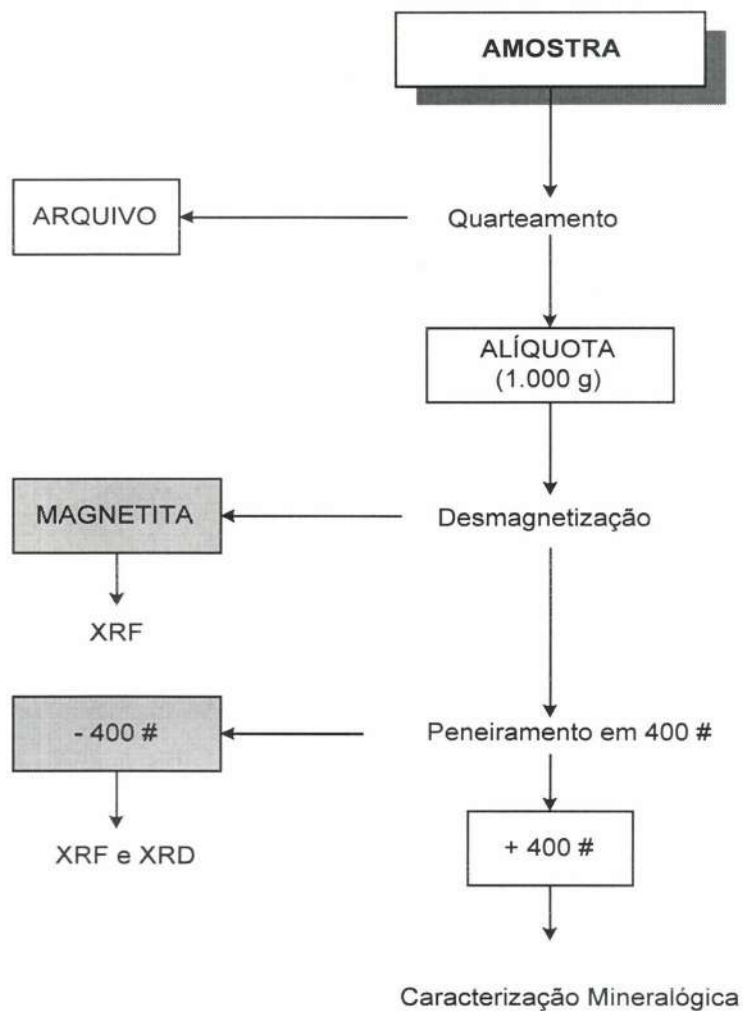 AMOSTRA
ARQUIVO
Quarteamento
ALÍQUOTA
(1.000 g)
MAGNETITA
Desmagnetização
XRF
- 400 #
Peneiramento em 400 #
XRF e XRD
+ 400 #
Caracterização Mineralógica